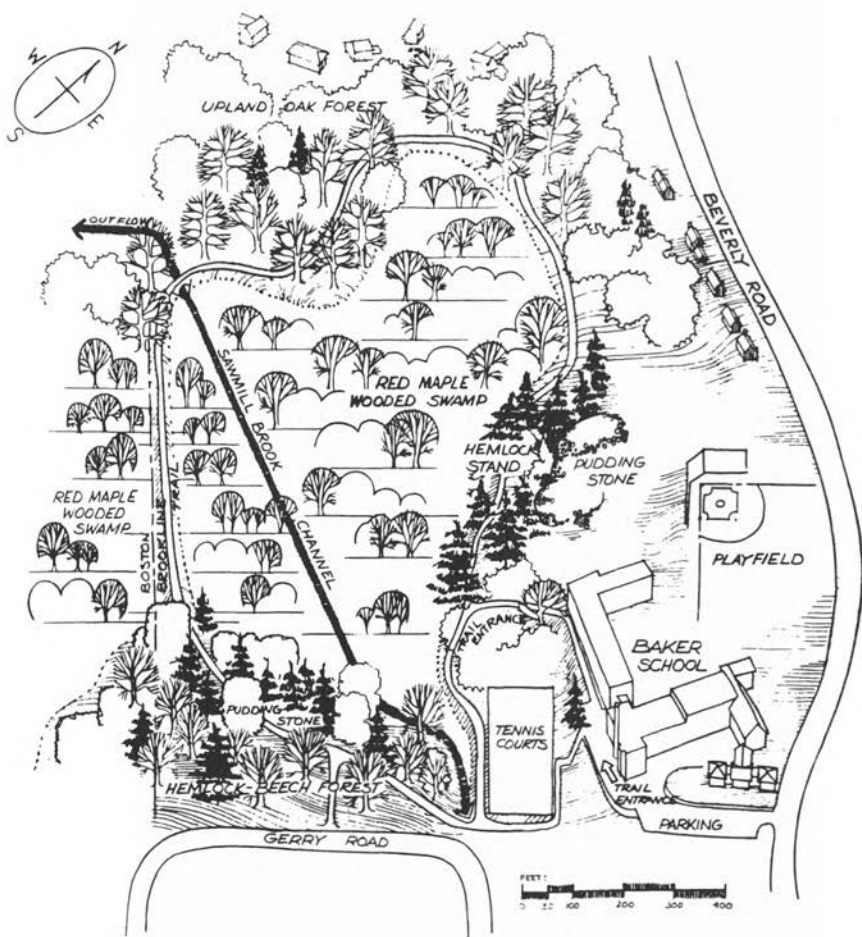 N
W
S
E
UPLAND OAK FOREST
OUTFLOW
BEVERLY ROAD
SAWMILL BROOK
CHANNEL
RED MAPLE
WOODED SWAMP
HEMLOCK
STAND
PUDDING
STONE
RED MAPLE
WOODED
SWAMP
BOSTON
BROOKLINE
TRAIL
PLAYFIELD
TRAIL
ENTRANCE
BAKER
SCHOOL
PUDDING
STONE
TENNIS
COURTS
HEMLOCK-BEECH FOREST
TRAIL
ENTRANCE
PARKING
GERRY ROAD
FEET:
0 50 100 200 300 400